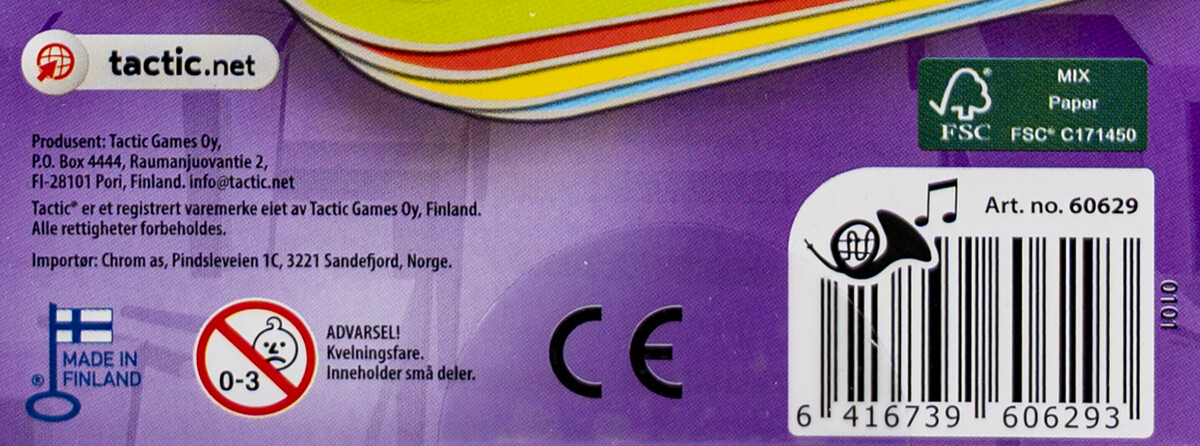 tactic.net
Produsent: Tactic Games Oy,
P.O. Box 4444, Raumanjuovantie 2,
FI-28101 Pori, Finland. info@tactic.net
Tactic® er et registrert varemerke eiet av Tactic Games Oy, Finland.
Alle rettigheter forbeholdes.
Importør: Chrom as, Pindsleveien 1C, 3221 Sandefjord, Norge.
® MADE IN
FINLAND
0-3
ADVARSEL!
Kvelningsfare.
Inneholder små deler.
CE
FSC
MIX
Paper
FSC® C171450
Art. no. 60629
6 416739 606293
0101